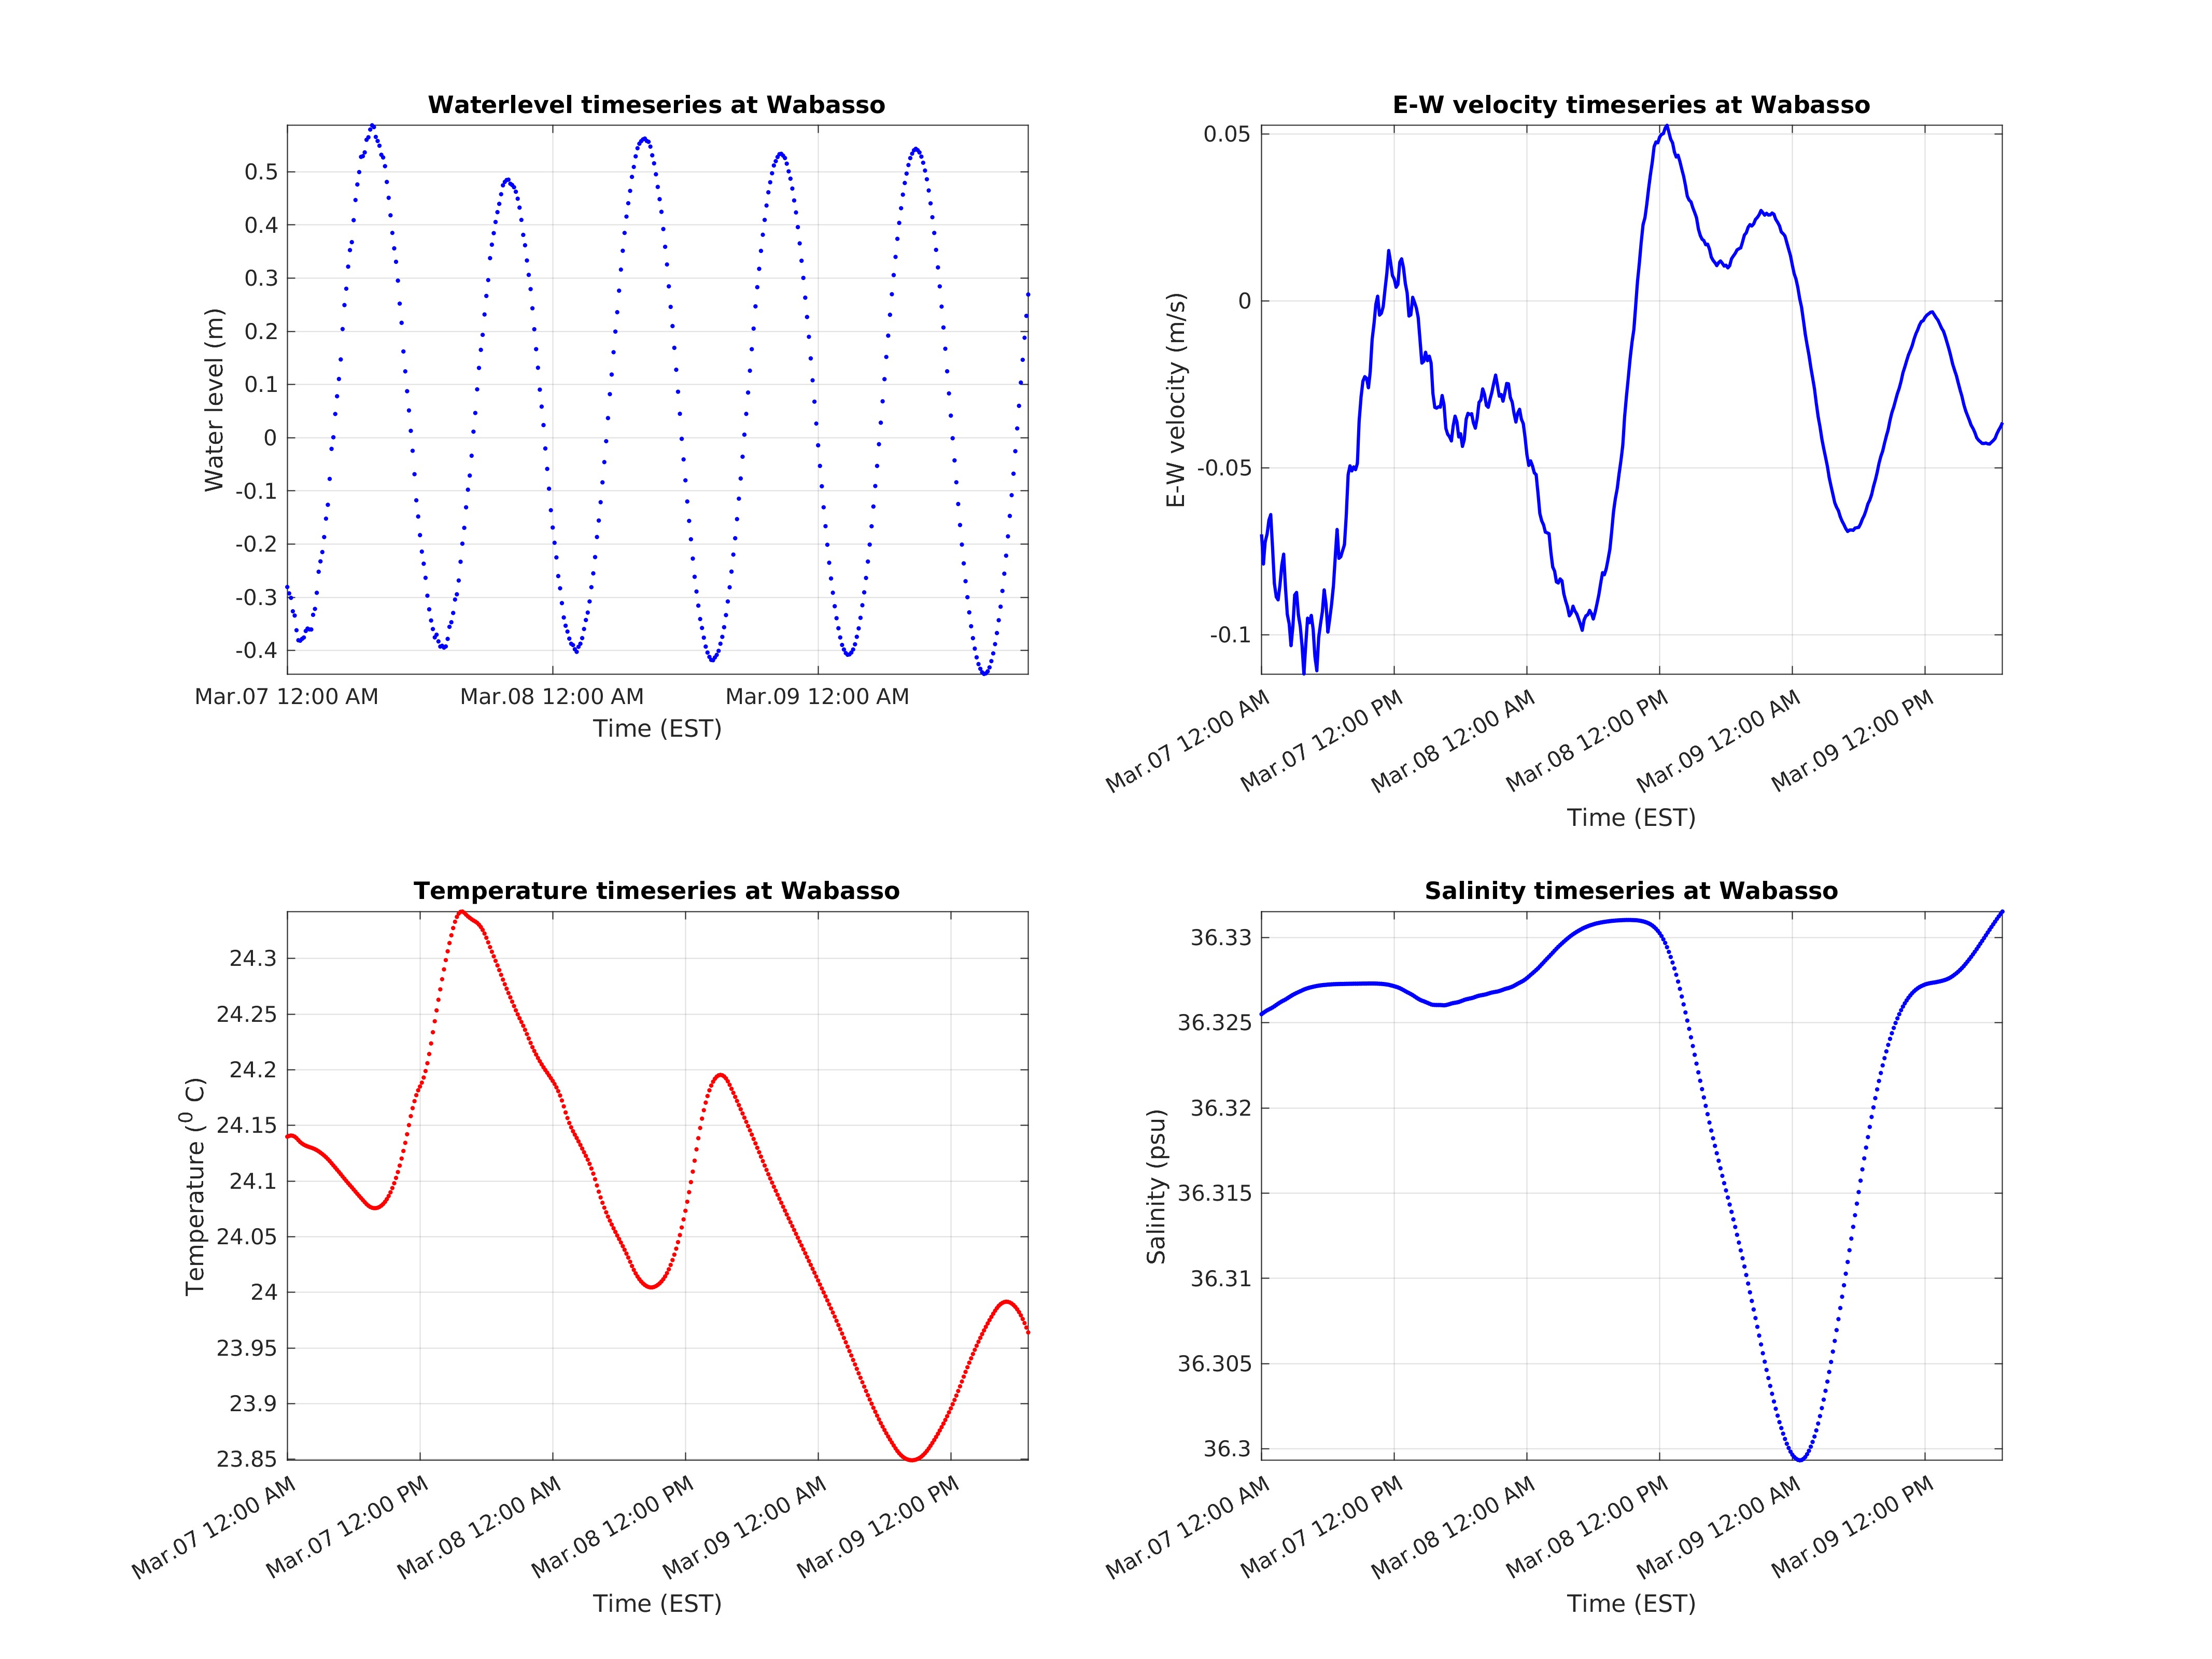 Waterlevel timeseries at Wabasso
0.5
0.4
0.3
0.2
0.1
0
-0.1
-0.2
-0.3
-0.4
Water level (m)
Mar.07 12:00 AM
Mar.08 12:00 AM
Mar.09 12:00 AM
Time (EST)
E-W velocity timeseries at Wabasso
0.05
0
-0.05
-0.1
E-W velocity (m/s)
Mar.07 12:00 AM
Mar.07 12:00 PM
Mar.08 12:00 AM
Mar.08 12:00 PM
Mar.09 12:00 AM
Mar.09 12:00 PM
Time (EST)
Temperature timeseries at Wabasso
24.3
24.25
24.2
24.15
24.1
24.05
24
23.95
23.9
23.85
Temperature (⁰ C)
Mar.07 12:00 AM
Mar.07 12:00 PM
Mar.08 12:00 AM
Mar.08 12:00 PM
Mar.09 12:00 AM
Mar.09 12:00 PM
Time (EST)
Salinity timeseries at Wabasso
36.33
36.325
36.32
36.315
36.31
36.305
36.3
Salinity (psu)
Mar.07 12:00 AM
Mar.07 12:00 PM
Mar.08 12:00 AM
Mar.08 12:00 PM
Mar.09 12:00 AM
Mar.09 12:00 PM
Time (EST)